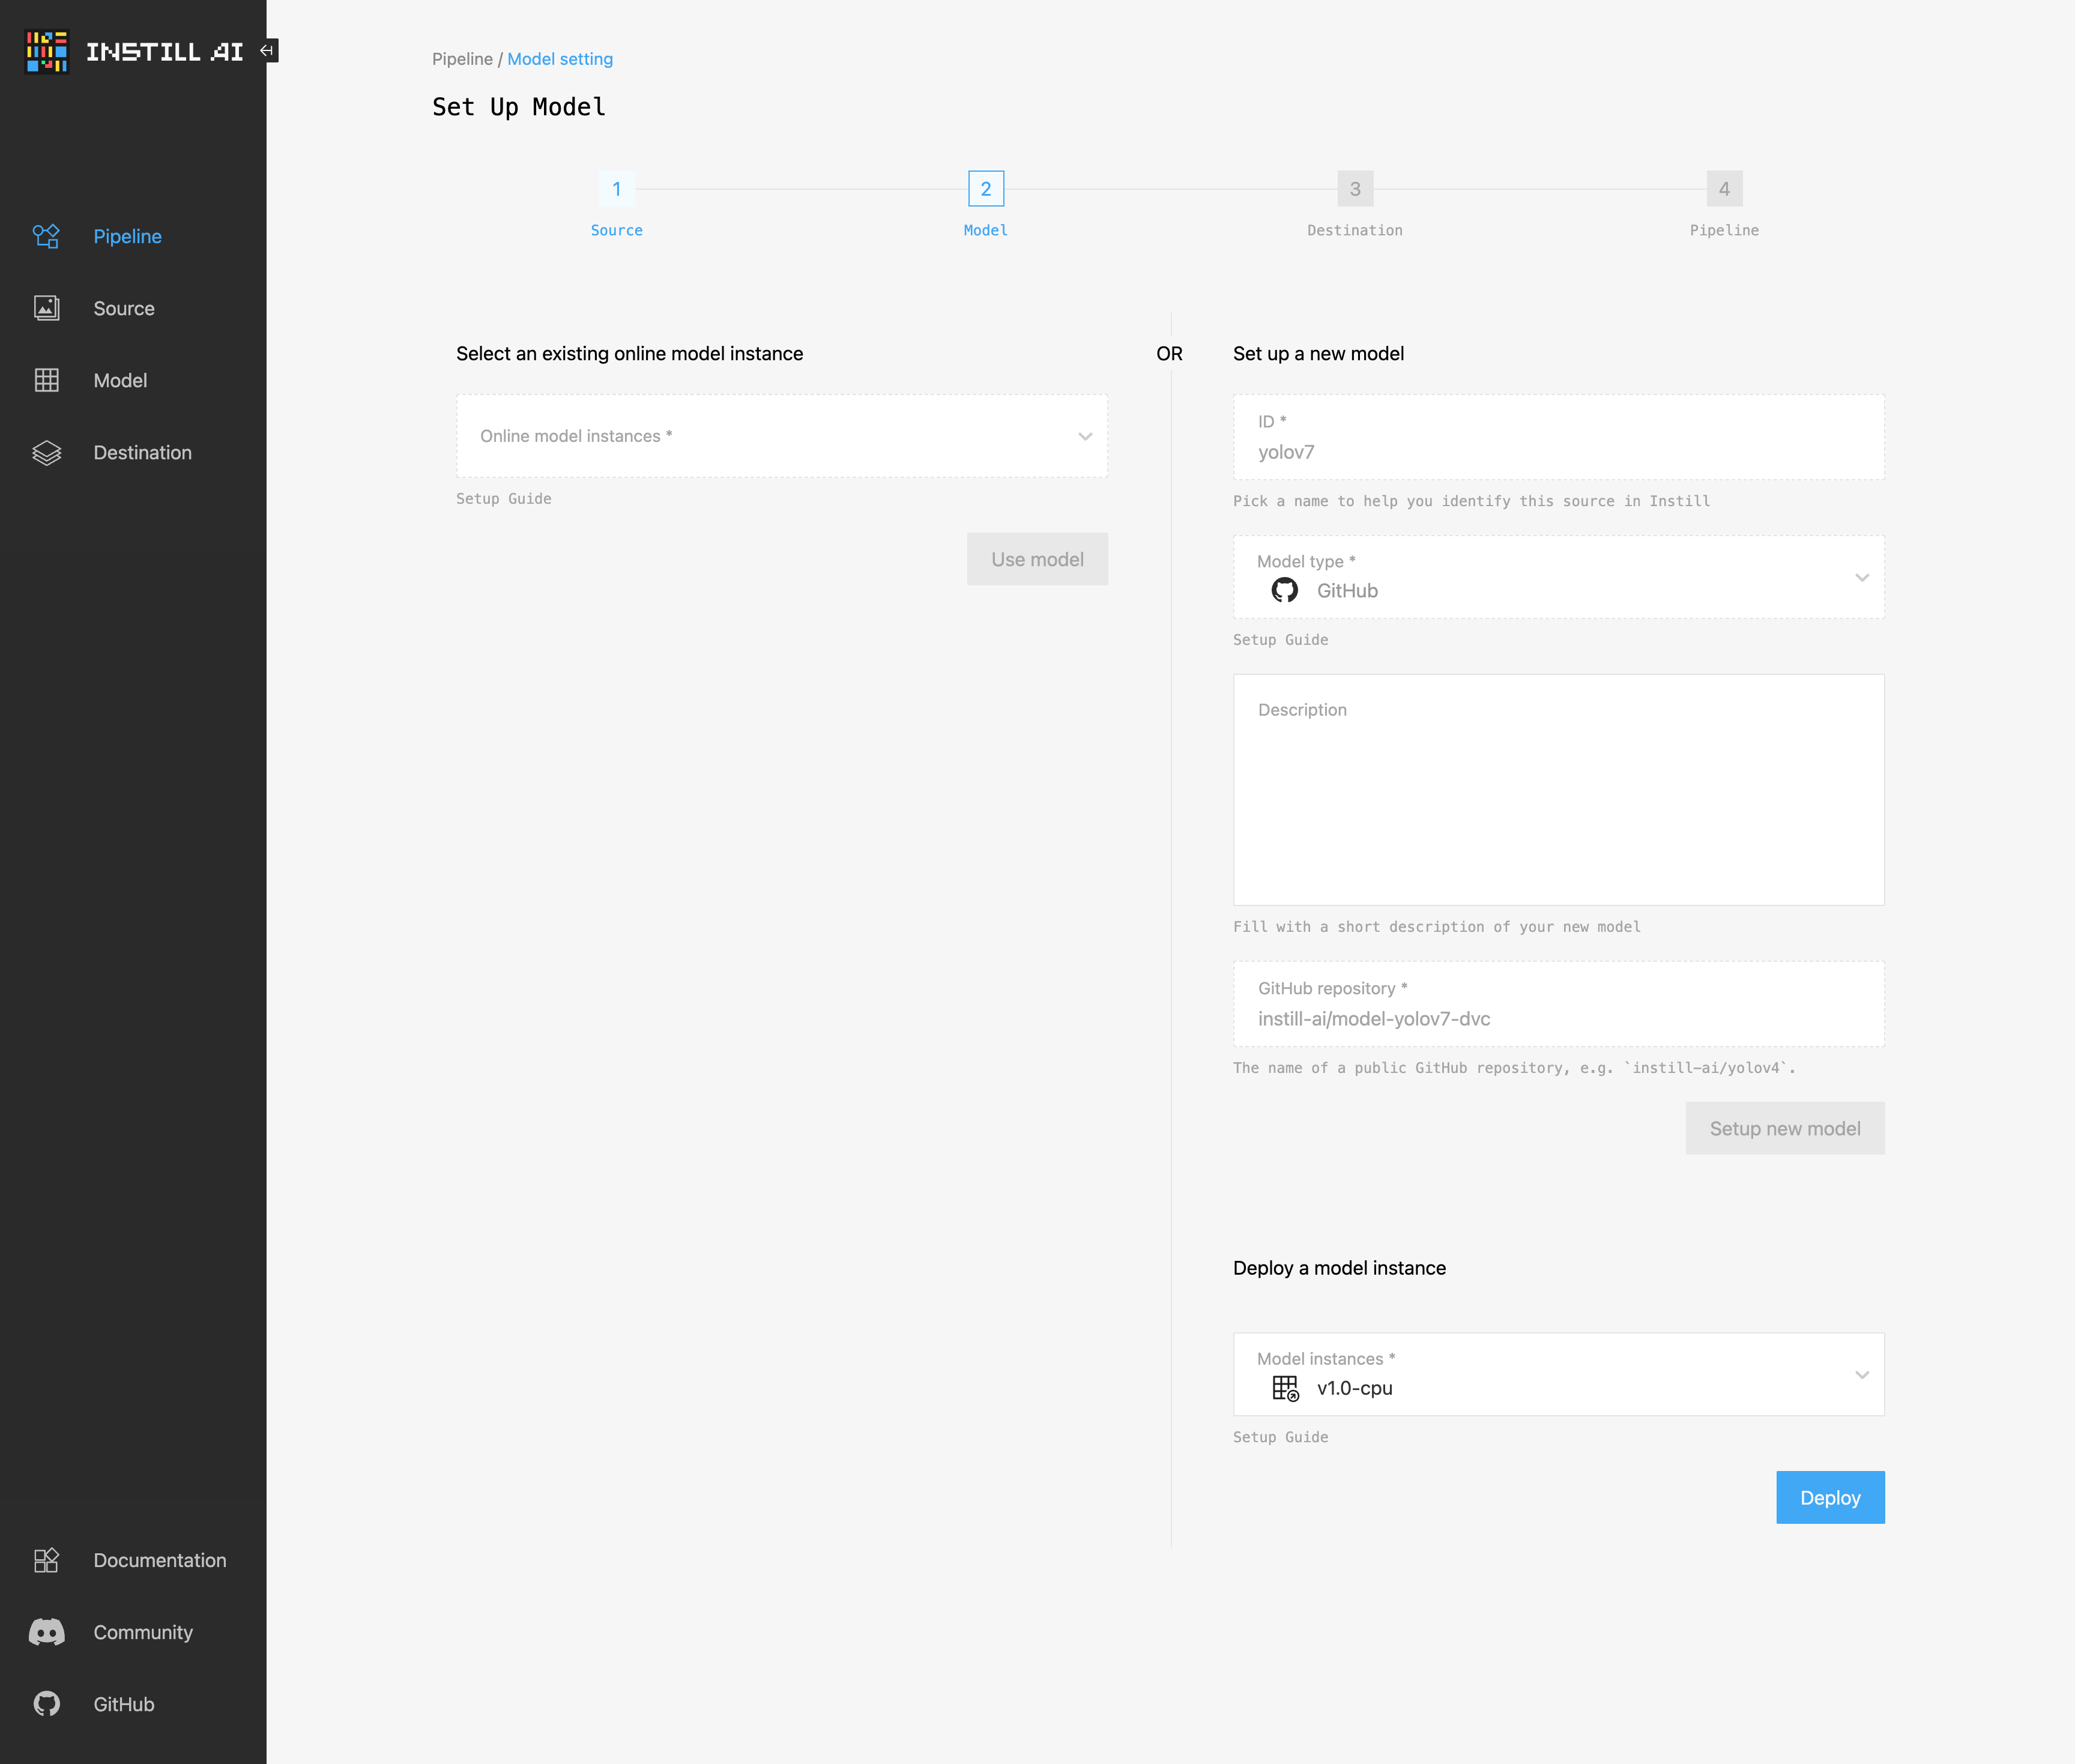 INSTILL AI
Pipeline
Source
Model
Destination
Documentation
Community
GitHub
Pipeline / Model setting
Set Up Model
1
2
3
4
Source
Model
Destination
Pipeline
Select an existing online model instance
Online model instances *
Setup Guide
Use model
OR
Set up a new model
ID *
yolov7
Pick a name to help you identify this source in Instill
Model type *
GitHub
Setup Guide
Description
Fill with a short description of your new model
GitHub repository *
instill-ai/model-yolov7-dvc
The name of a public GitHub repository, e.g. `instill-ai/yolov4`.
Setup new model
Deploy a model instance
Model instances *
v1.0-cpu
Setup Guide
Deploy